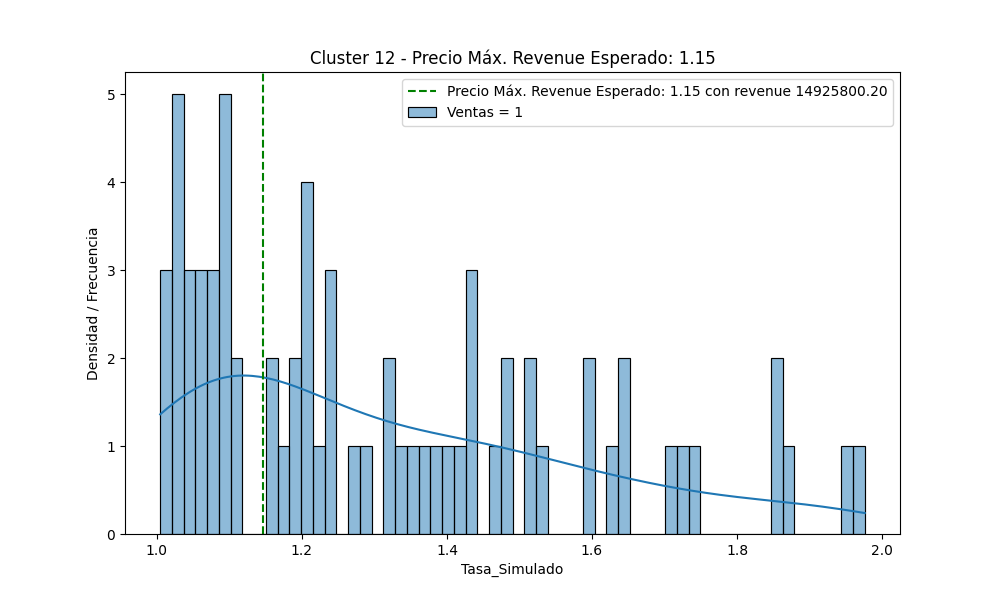 Cluster 12 - Precio Máx. Revenue Esperado: 1.15
Precio Máx. Revenue Esperado: 1.15 con revenue 14925800.20
Ventas = 1
Densidad / Frecuencia
5
4
3
2
1
0
1.0 1.2 1.4 1.6 1.8 2.0
Tasa_Simulado